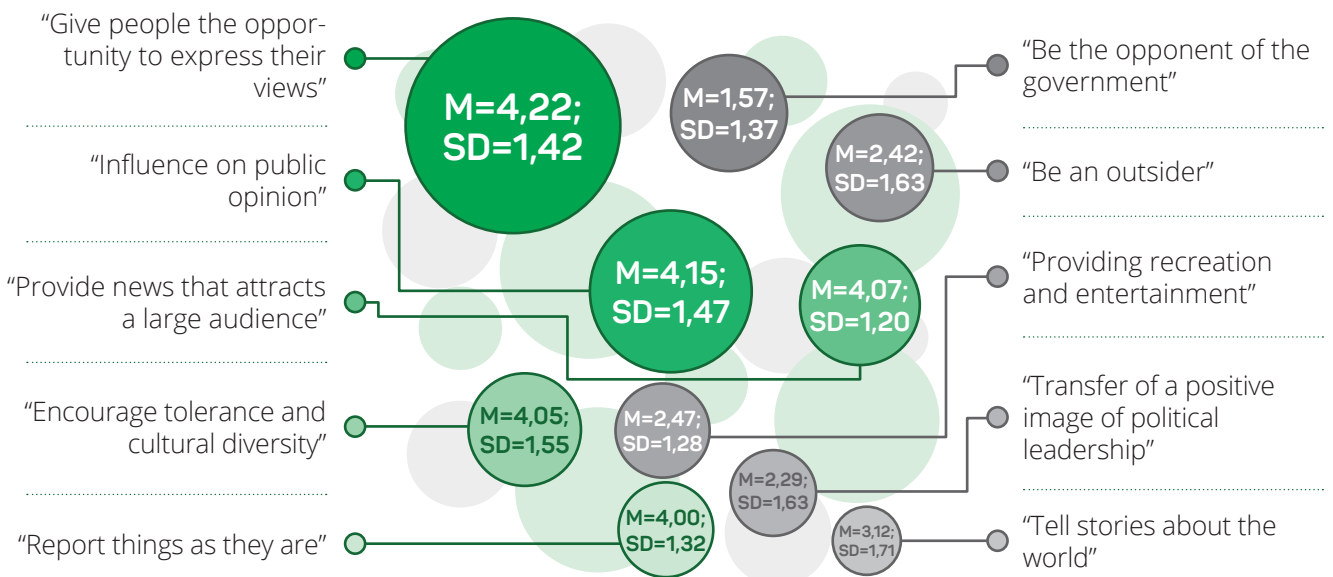 “Give people the oppor-
tunity to express their
views”
“Influence on public
opinion”
“Provide news that attracts
a large audience”
“Encourage tolerance and
cultural diversity”
“Report things as they are”
M=4,22;
SD=1,42
M=4,15;
SD=1,47
M=4,07;
SD=1,20
M=4,05;
SD=1,55
M=4,00;
SD=1,32
M=1,57;
SD=1,37
M=2,42;
SD=1,63
M=2,47;
SD=1,28
M=2,29;
SD=1,63
M=3,12;
SD=1,71
“Be the opponent of the
government”
“Be an outsider”
“Providing recreation
and entertainment”
“Transfer of a positive
image of political
leadership”
“Tell stories about the
world”